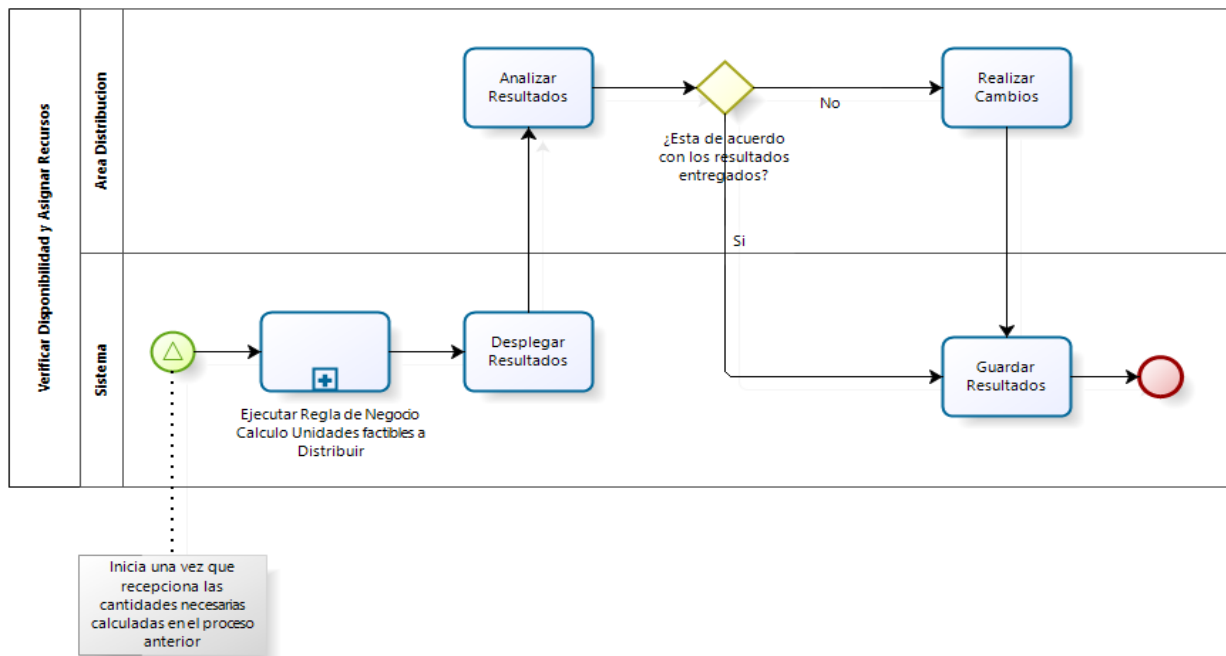 Verificar Disponibilidad y Asignar Recursos
Area Distribucion
Analizar
Resultados
¿Esta de acuerdo
con los resultados
entregados?
No
Realizar
Cambios
Si
Sistema
Ejecutar Regla de Negocio
Calculo Unidades factibles a
Distribuir
Desplegar
Resultados
Guardar
Resultados
Inicia una vez que
recepciona las
cantidades necesarias
calculadas en el proceso
anterior